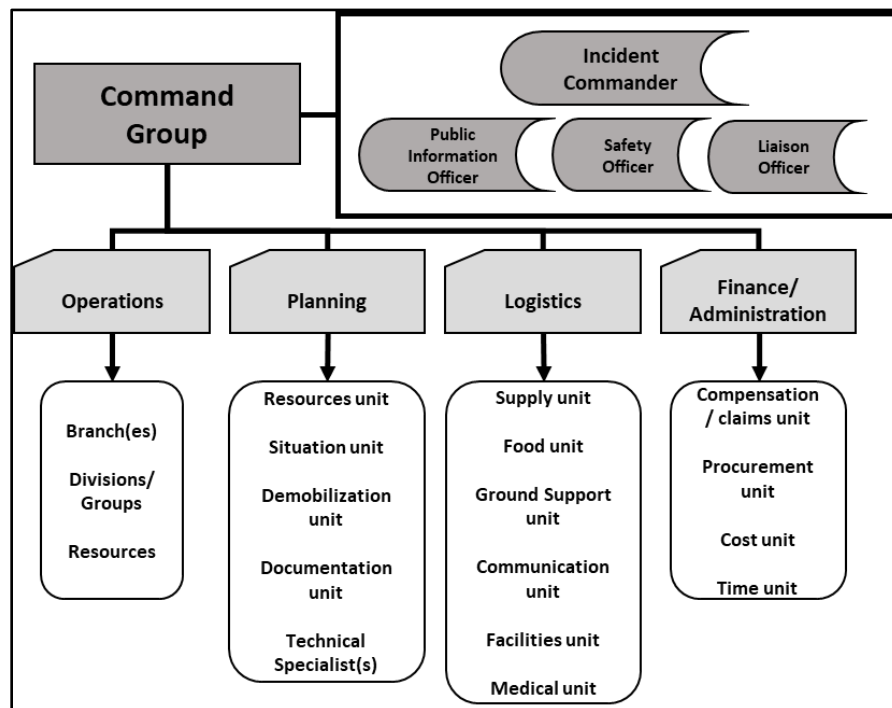 Command
Group
Incident
Commander
Public
Information
Officer
Safety
Officer
Liaison
Officer
Operations
Planning
Logistics
Finance/
Administration
Branch(es)
Divisions/
Groups
Resources
Resources unit
Situation unit
Demobilization
unit
Documentation
unit
Technical
Specialist(s)
Supply unit
Food unit
Ground Support
unit
Communication
unit
Facilities unit
Medical unit
Compensation
/ claims unit
Procurement
unit
Cost unit
Time unit